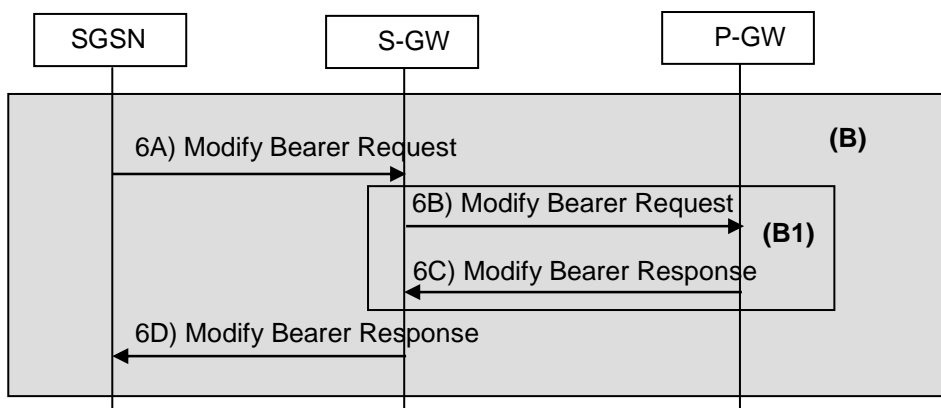 SGSN
S-GW
P-GW
(B)
6A) Modify Bearer Request
6B) Modify Bearer Request
(B1)
6C) Modify Bearer Response
6D) Modify Bearer Response